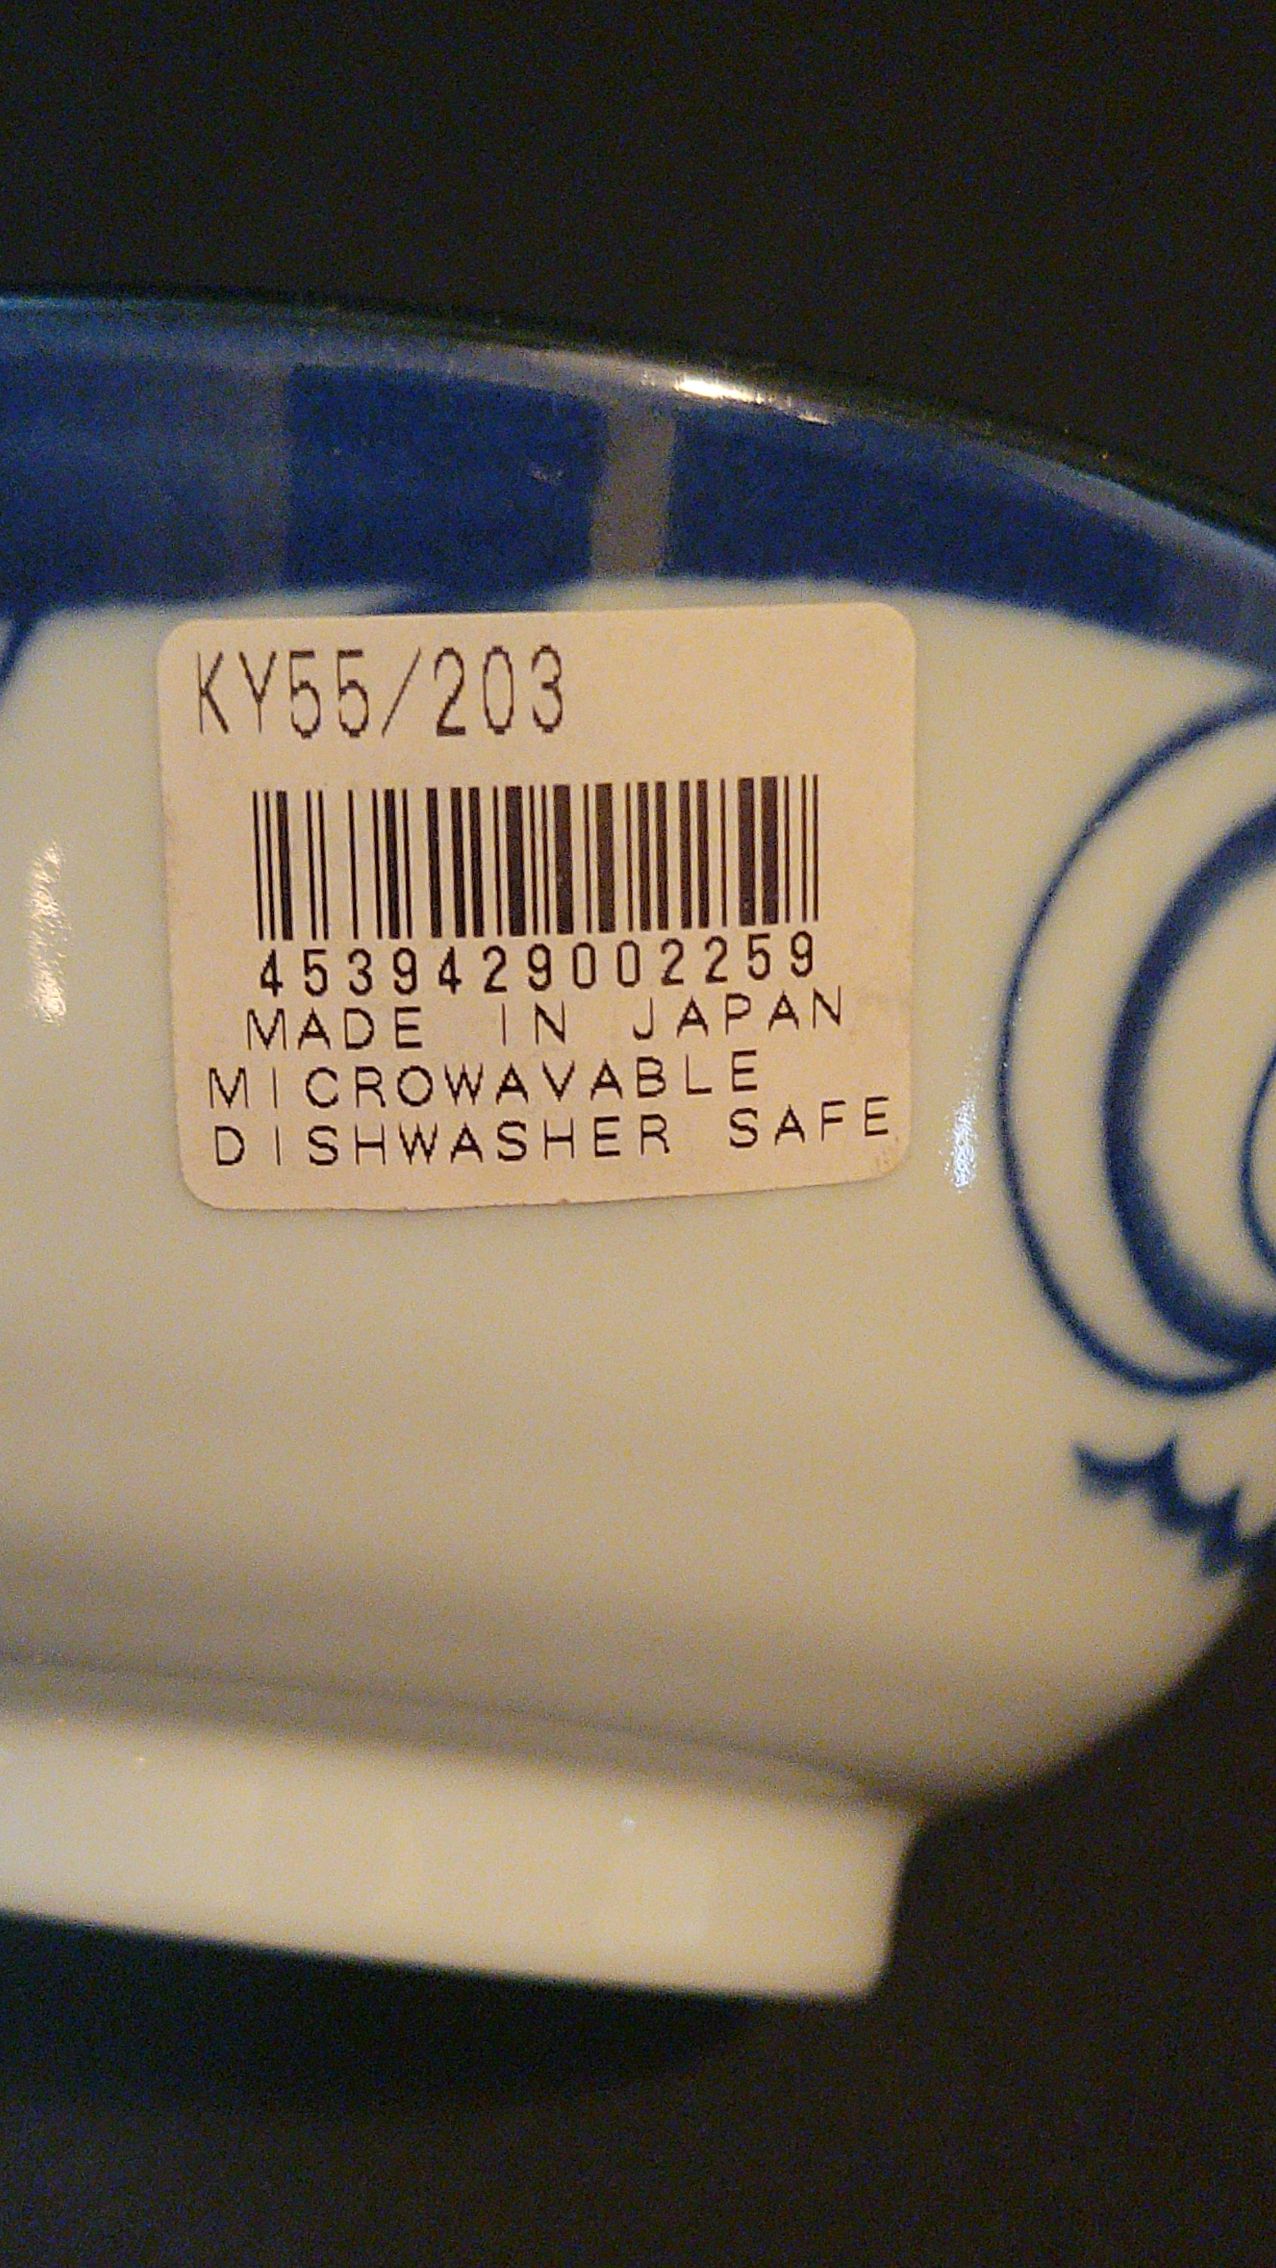 KY55/203
4539429002259
MADE IN JAPAN
MICROWAVABLE
DISHWASHER SAFE